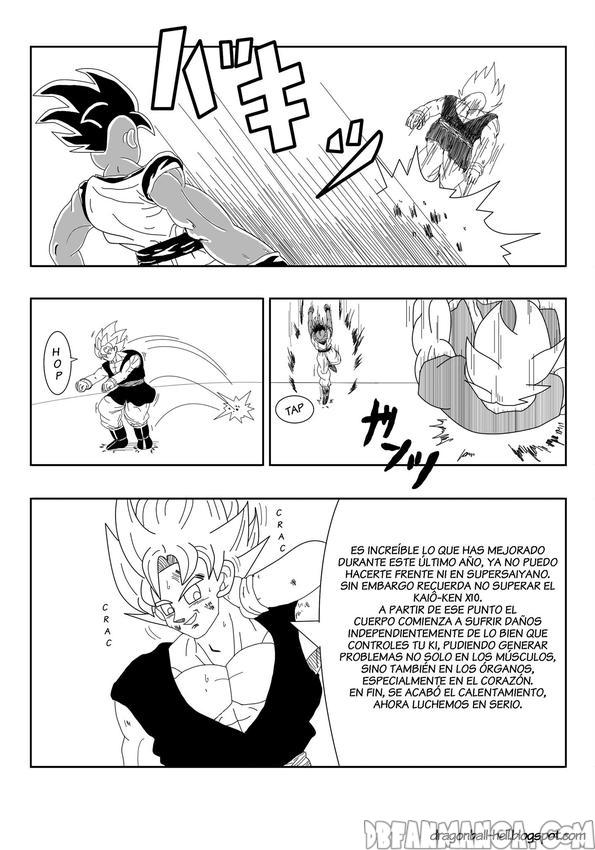 バキッ
HOP
TAP
ガンッ
CRAC
CRAC
ES INCREÍBLE LO QUE HAS MEJORADO
DURANTE ESTE ÚLTIMO AÑO, YA NO PUEDO
HACERTE FRENTE NI EN SUPERSAIYANO.
SIN EMBARGO RECUERDA NO SUPERAR EL
KAIÔ-KEN X10.
A PARTIR DE ESE PUNTO EL
CUERPO COMIENZA A SUFRIR DAÑOS
INDEPENDIENTEMENTE DE LO BIEN QUE
CONTROLES TU KI, PUDIENDO GENERAR
PROBLEMAS NO SOLO EN LOS MÚSCULOS,
SINO TAMBIÉN EN LOS ÓRGANOS,
ESPECIALMENTE EN EL CORAZÓN.
EN FIN, SE ACABÓ EL CALENTAMIENTO,
AHORA LUCHEMOS EN SERIO.
dragonball-hell.blogspot.com
DBFANMANGA.COM